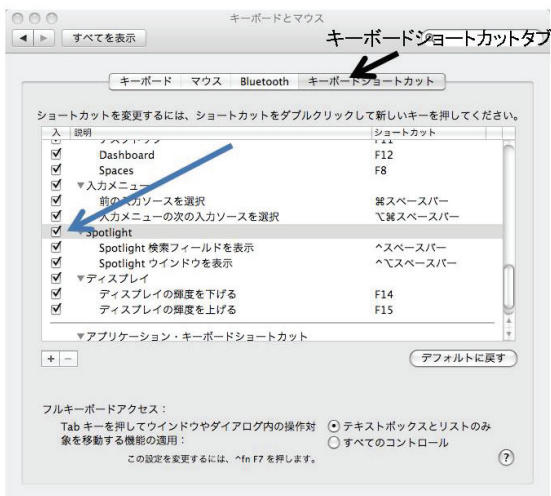 キーボードとマウス
すべてを表示
キーボードショートカットタブ
キーボード マウス Bluetooth キーボードショートカット
ショートカットを変更するには、ショートカットをダブルクリックして新しいキーを押してください。
入 説明 ショートカット
デスクトップ F11
Dashboard F12
Spaces F8
▼入力メニュー
前の入力ソースを選択 ⌘スペースバー
入力メニューの次の入力ソースを選択 ⌥⌘スペースバー
Spotlight
Spotlight 検索フィールドを表示 ^スペースバー
Spotlight ウインドウを表示 ^⌥スペースバー
▼ディスプレイ
ディスプレイの輝度を下げる F14
ディスプレイの輝度を上げる F15
▼アプリケーション・キーボードショートカット
+ − デフォルトに戻す
フルキーボードアクセス：
Tab キーを押してウインドウやダイアログ内の操作対 テキストボックスとリストのみ
象を移動する機能の適用： すべてのコントロール
この設定を変更するには、^fn F7 を押します。 ?